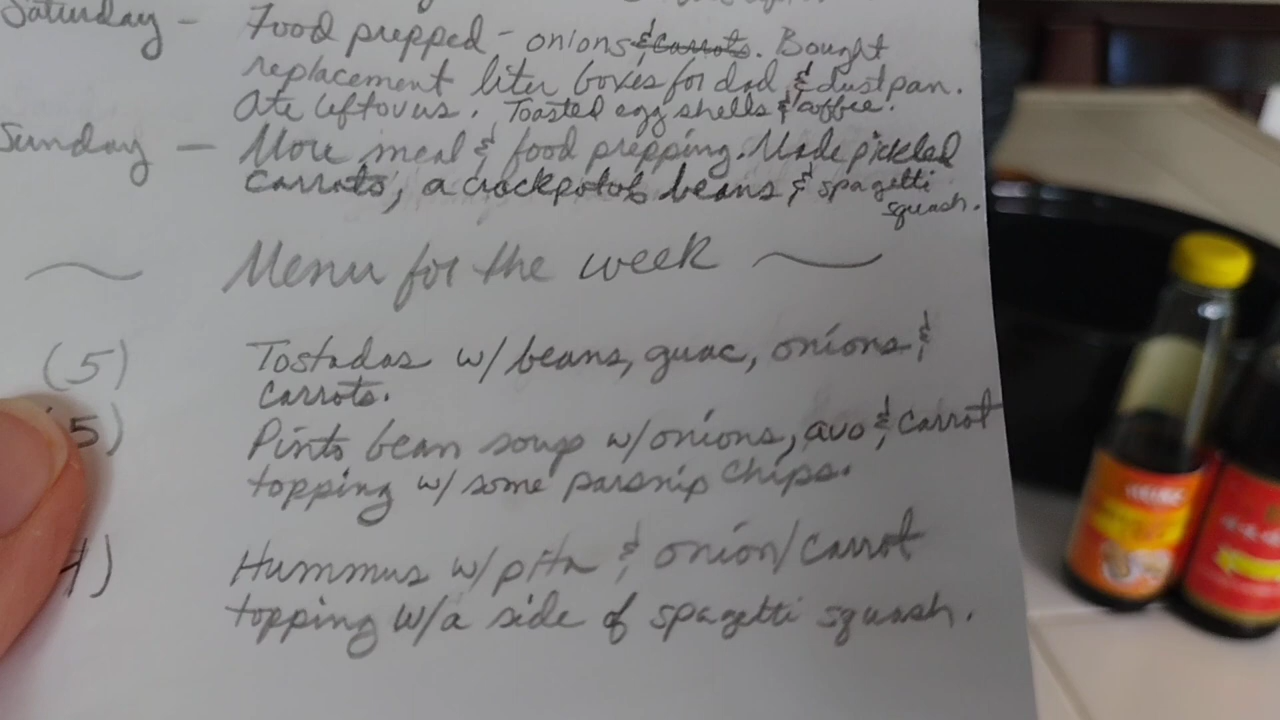 Saturday - Food prepped - onions & carrots. Bought
replacement liter boxes for dad & dustpan.
Ate leftovers. Toasted egg shells & coffee.
Sunday — More meal & food prepping. Made pickled
carrots, a crockpot of beans & spagetti
squash.
~ Menu for the week ~
(5) Tostadas w/ beans, guac, onions &
carrots.
5) Pinto bean soup w/ onions, avo & carrot
topping w/ some parsnip chips.
) Hummus w/ pita & onion/carrot
topping w/ a side of spagetti squash.